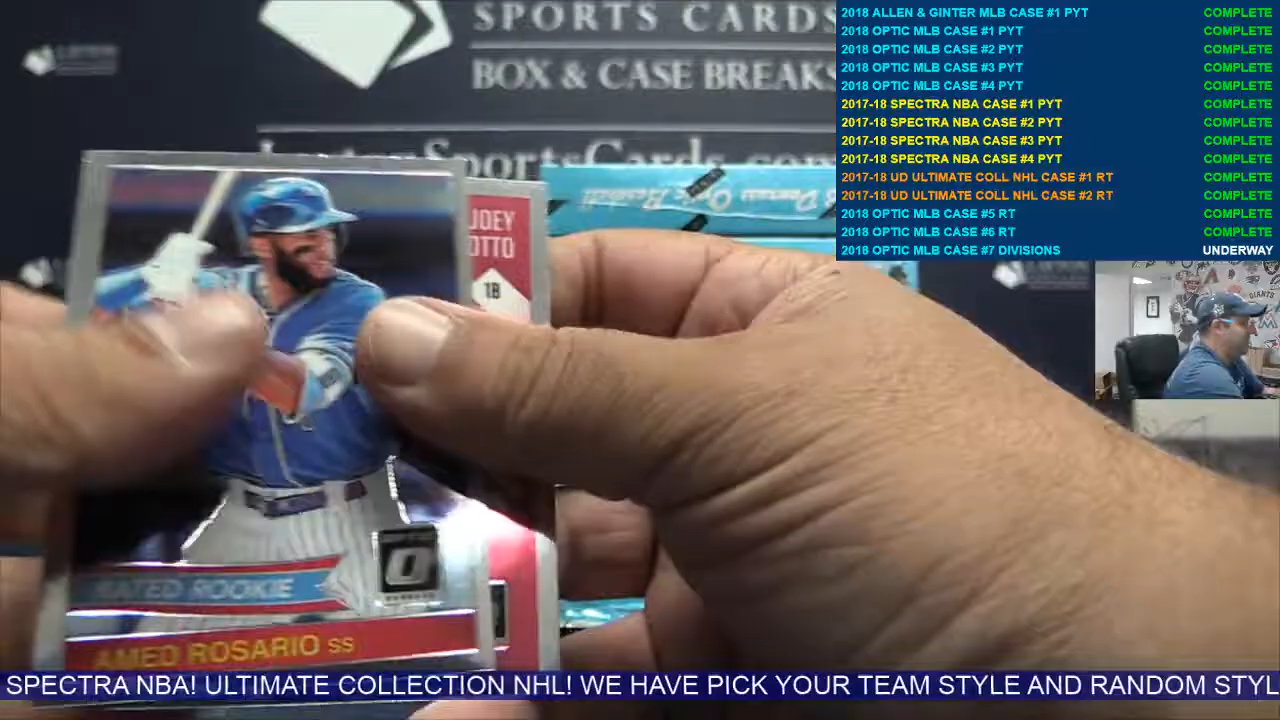 SPORTS CARDS
BOX & CASE BREAKS
2018 ALLEN & GINTER MLB CASE #1 PYT COMPLETE
2018 OPTIC MLB CASE #1 PYT COMPLETE
2018 OPTIC MLB CASE #2 PYT COMPLETE
2018 OPTIC MLB CASE #3 PYT COMPLETE
2018 OPTIC MLB CASE #4 PYT COMPLETE
2017-18 SPECTRA NBA CASE #1 PYT COMPLETE
2017-18 SPECTRA NBA CASE #2 PYT COMPLETE
2017-18 SPECTRA NBA CASE #3 PYT COMPLETE
2017-18 SPECTRA NBA CASE #4 PYT COMPLETE
2017-18 UD ULTIMATE COLL NHL CASE #1 RT COMPLETE
2017-18 UD ULTIMATE COLL NHL CASE #2 RT COMPLETE
2018 OPTIC MLB CASE #5 RT COMPLETE
2018 OPTIC MLB CASE #6 RT COMPLETE
2018 OPTIC MLB CASE #7 DIVISIONS UNDERWAY
JOEY
OTTO
1B
RATED ROOKIE
AMED ROSARIO SS
SPECTRA NBA! ULTIMATE COLLECTION NHL! WE HAVE PICK YOUR TEAM STYLE AND RANDOM STYL